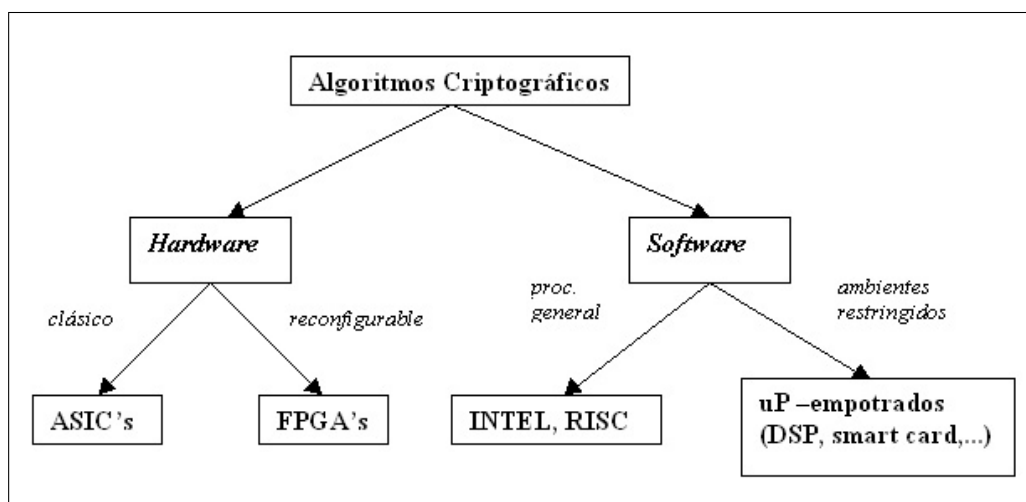 Algoritmos Criptográficos
Hardware
Software
clásico
reconfigurable
proc.
general
ambientes
restringidos
ASIC's
FPGA's
INTEL, RISC
uP –empotrados
(DSP, smart card,...)